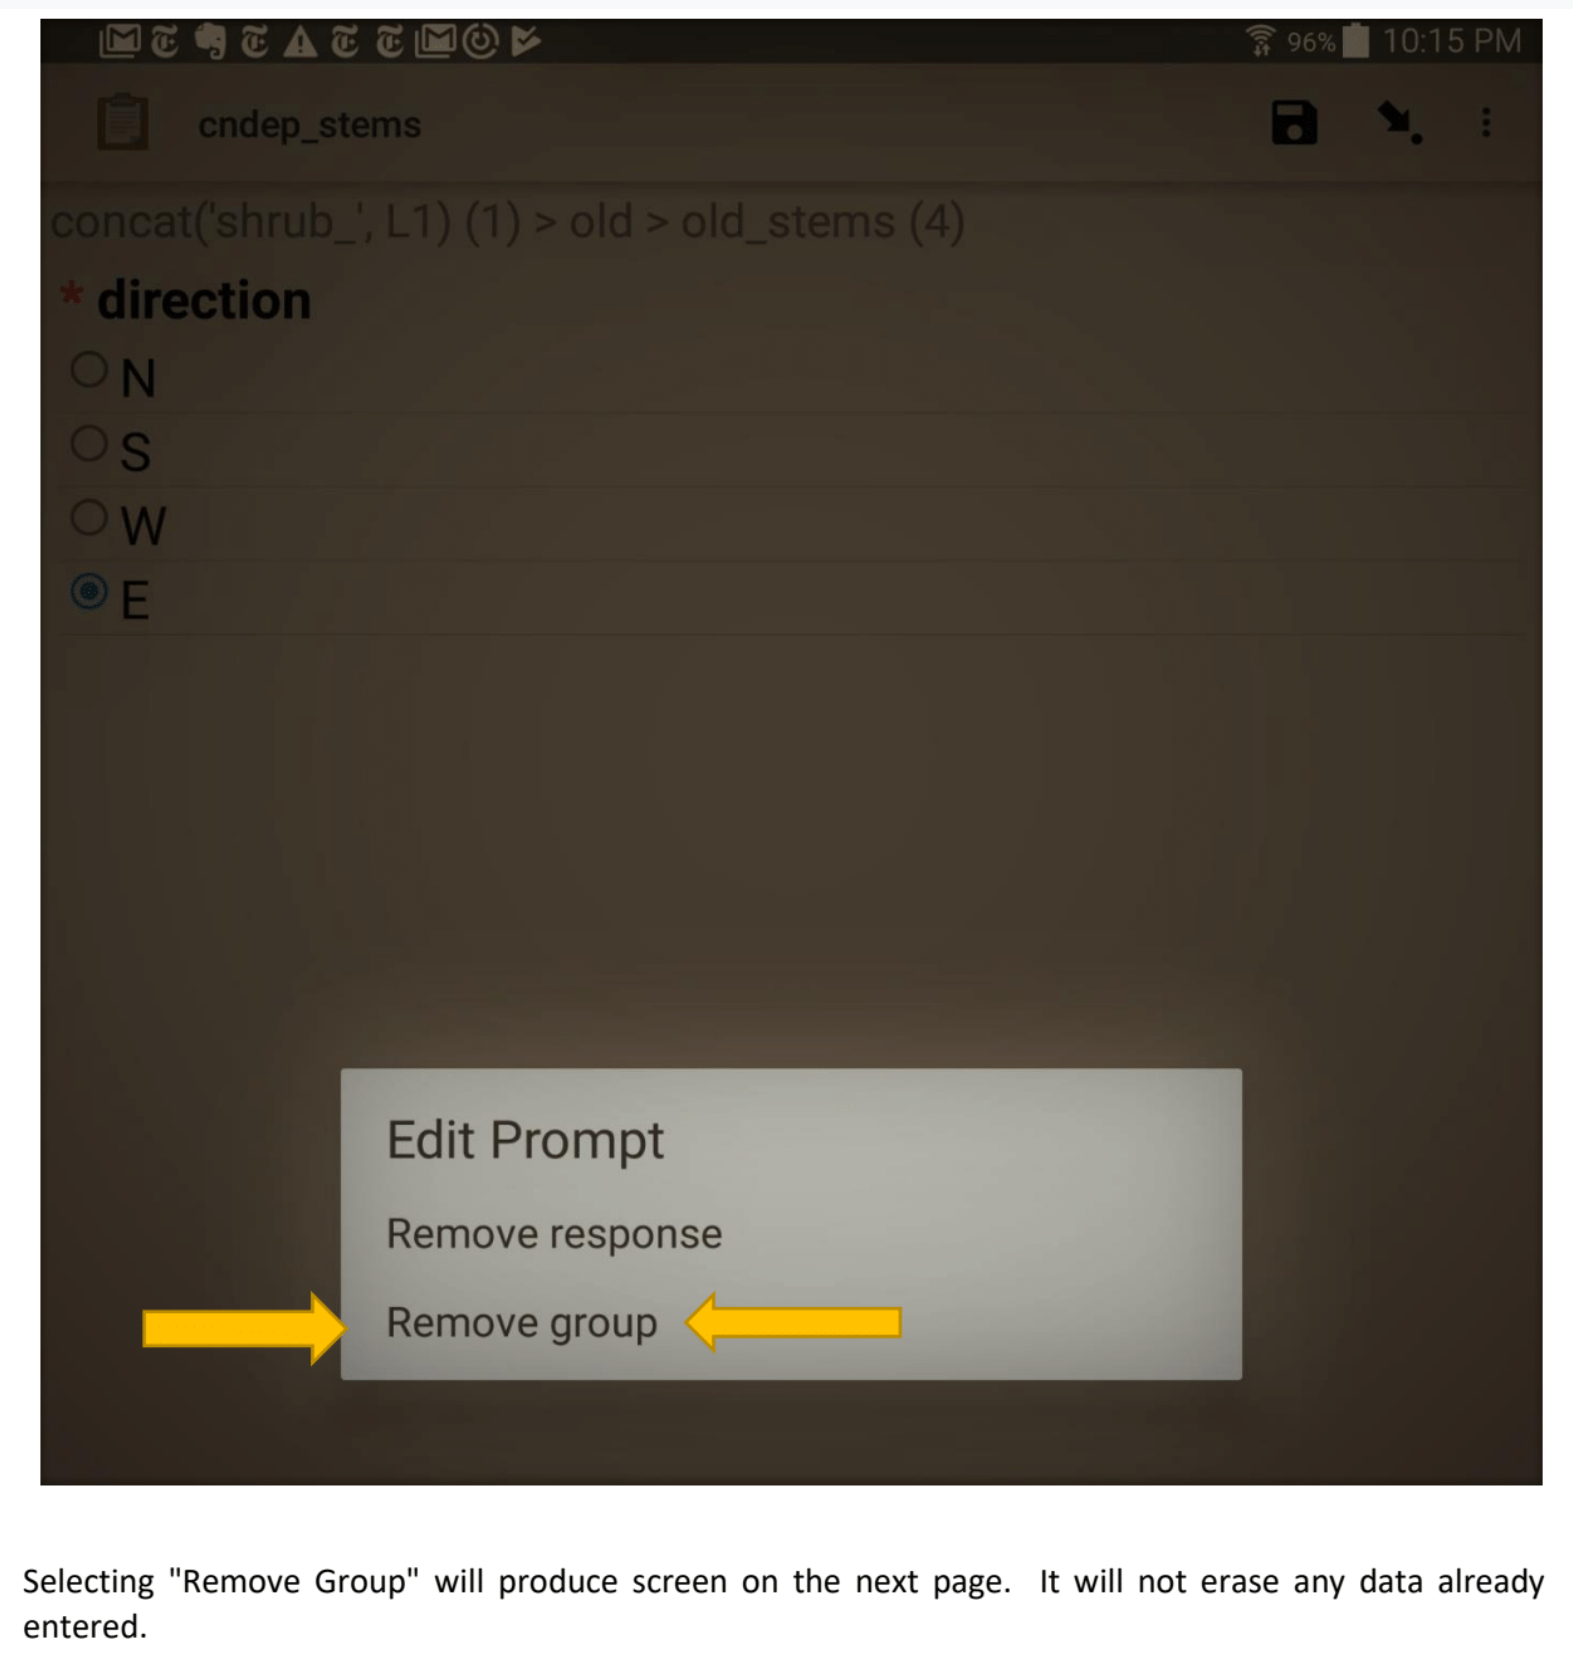 96% 10:15 PM
cndep_stems
concat('shrub_', L1) (1) > old > old_stems (4)
* direction
N
S
W
E
Edit Prompt
Remove response
Remove group
Selecting "Remove Group" will produce screen on the next page. It will not erase any data already
entered.